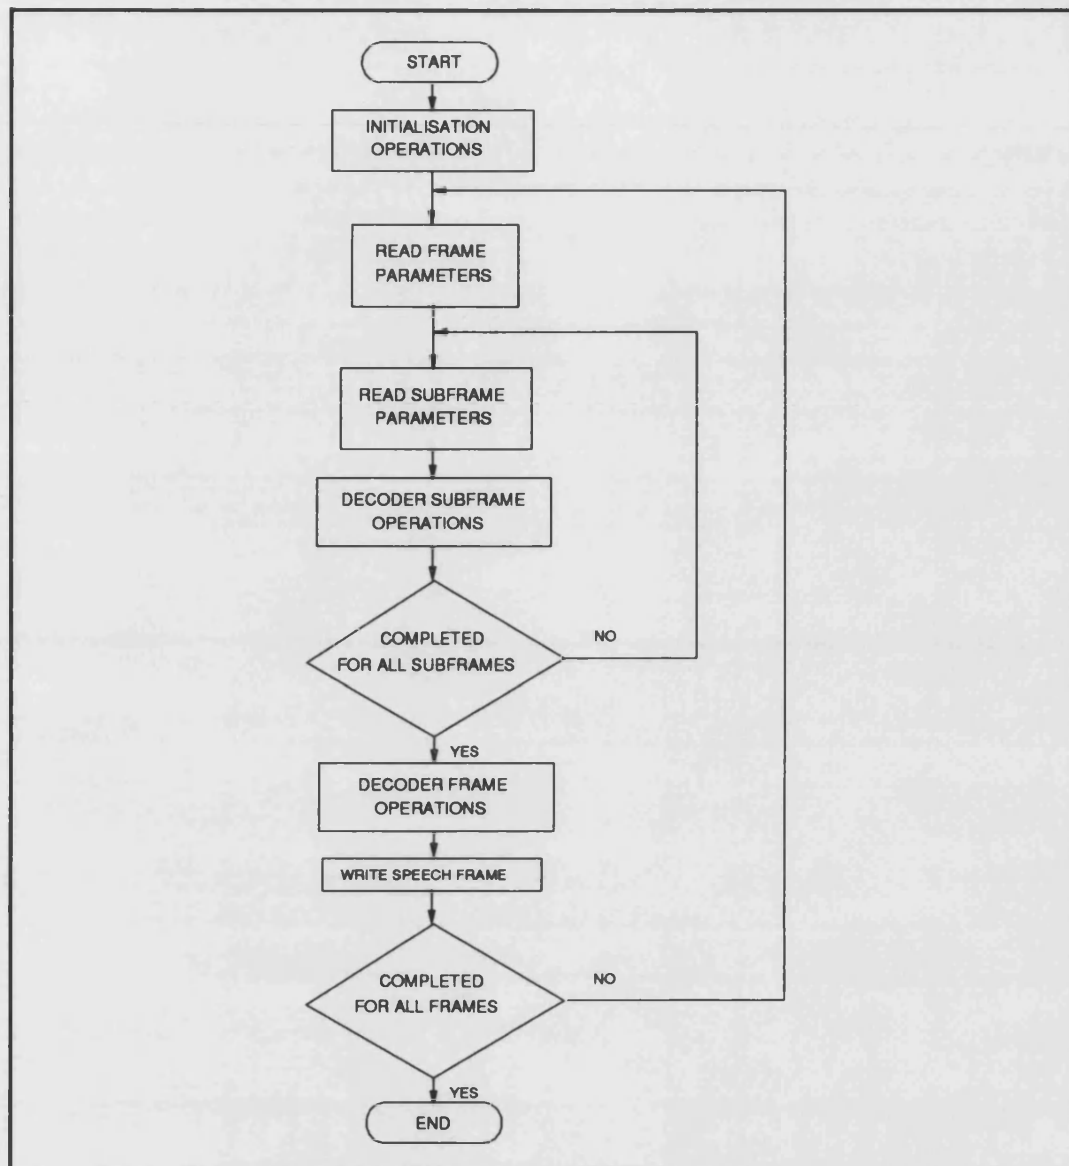 START
INITIALISATION
OPERATIONS
READ FRAME
PARAMETERS
READ SUBFRAME
PARAMETERS
DECODER SUBFRAME
OPERATIONS
COMPLETED
FOR ALL SUBFRAMES
NO
YES
DECODER FRAME
OPERATIONS
WRITE SPEECH FRAME
COMPLETED
FOR ALL FRAMES
NO
YES
END